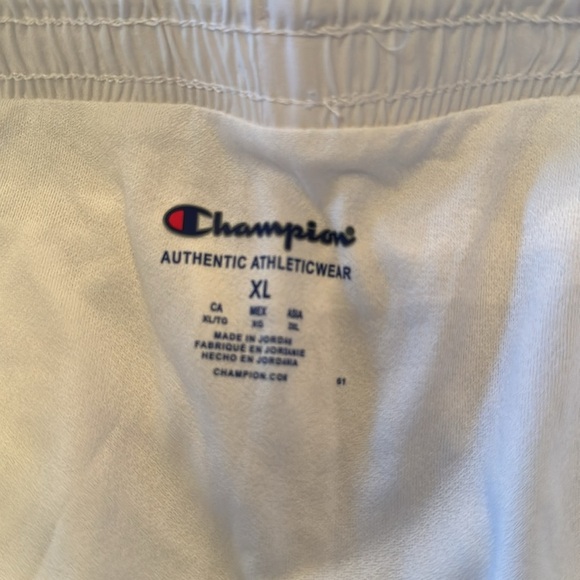 Champion
AUTHENTIC ATHLETICWEAR
XL
CA MEX ASIA
XL/TG XG 2XL
MADE IN JORDAN
FABRIQUÉ EN JORDANIE
HECHO EN JORDANIA
CHAMPION.COM